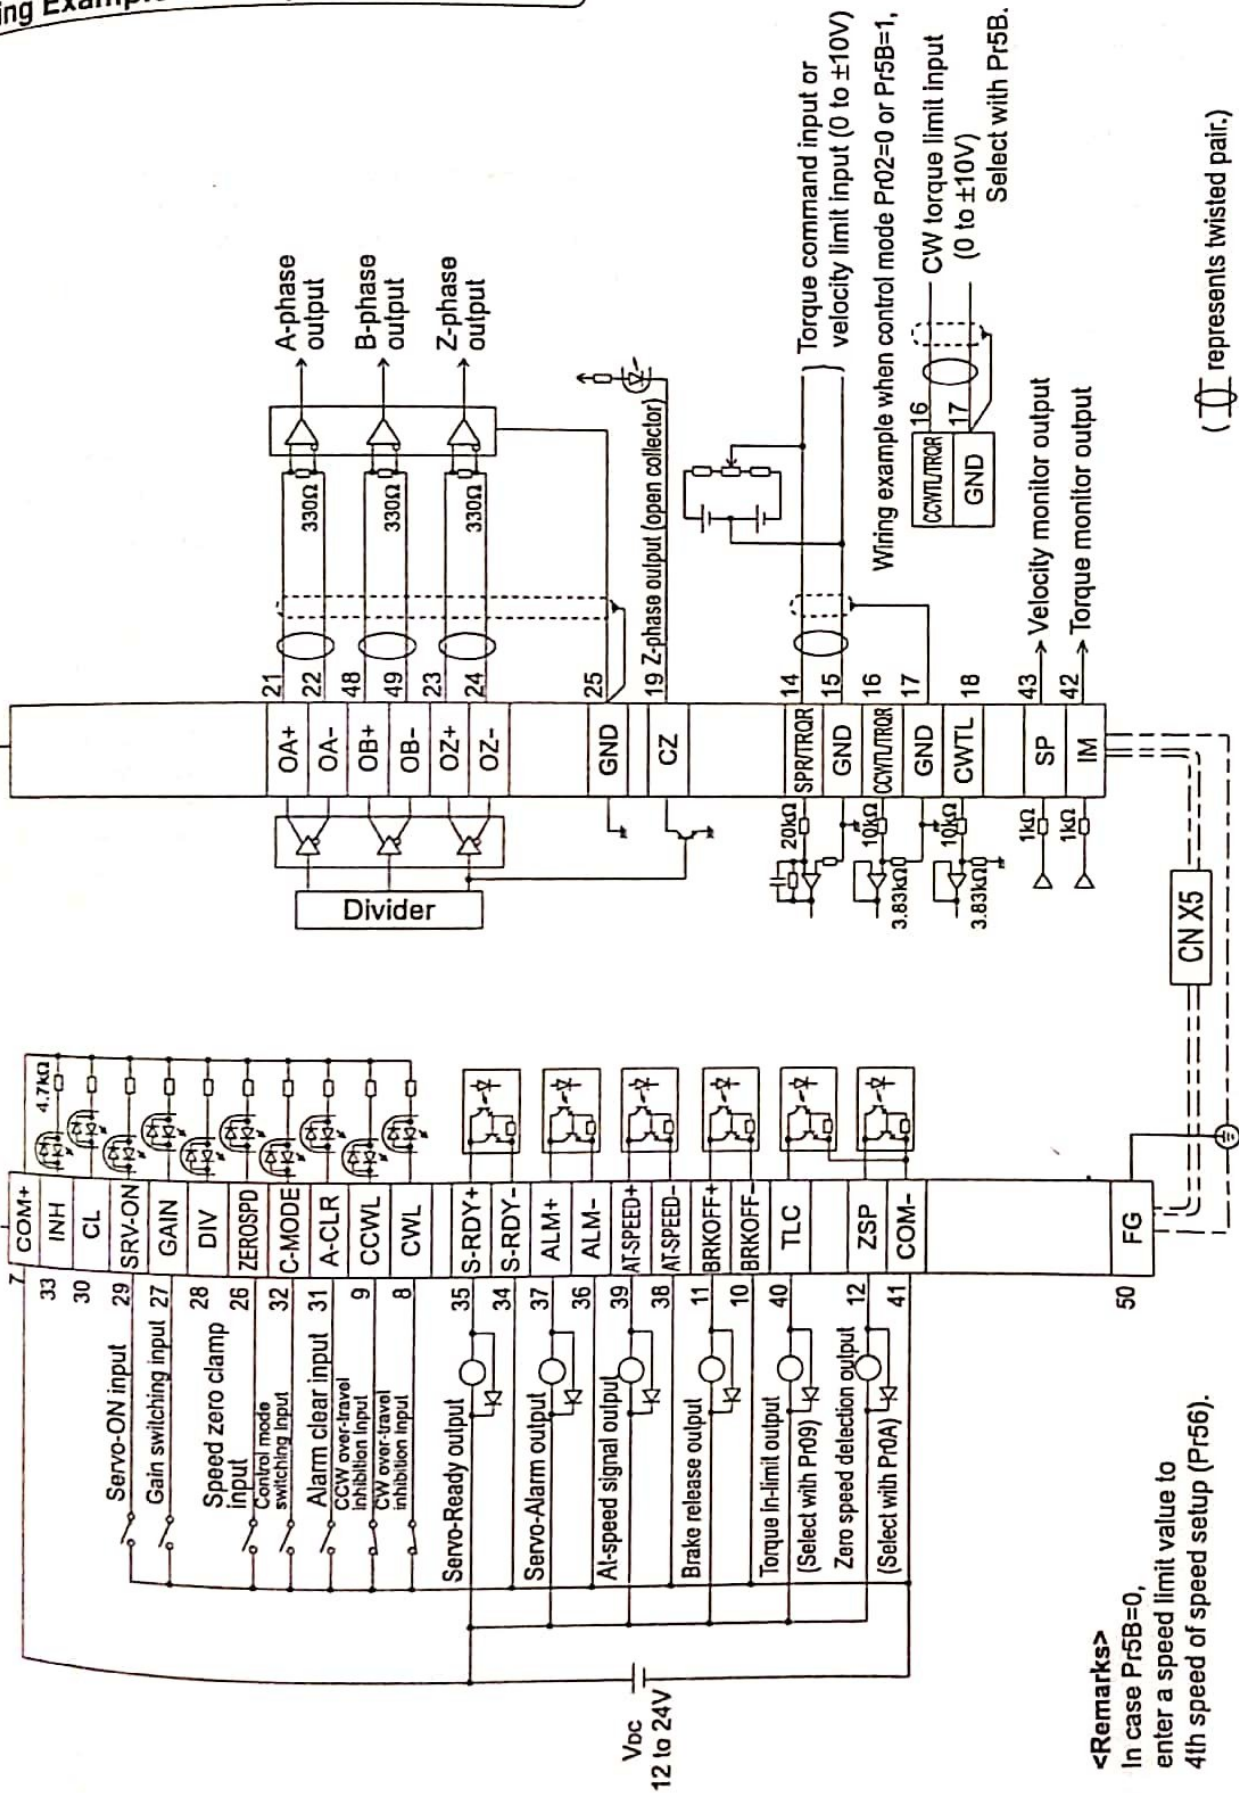 COM+
INH
CL
SRV-ON
GAIN
DIV
ZEROSPD
C-MODE
A-CLR
CCWL
CWL
S-RDY+
S-RDY-
ALM+
ALM-
AT-SPEED+
AT-SPEED-
BRKOFF+
BRKOFF-
TLC
ZSP
COM-
FG
7
33
30
29
27
28
26
32
31
9
8
35
34
37
36
39
38
11
10
40
12
41
50
4.7kΩ
Servo-ON input
Gain switching input
Speed zero clamp
input
Control mode
switching Input
Alarm clear input
CCW over-travel
inhibition Input
CW over-travel
inhibition Input
Servo-Ready output
Servo-Alarm output
At-speed signal output
Brake release output
Torque in-limit output
(Select with Pr09)
Zero speed detection output
(Select with Pr0A)
VDC
12 to 24V
<Remarks>
In case Pr5B=0,
enter a speed limit value to
4th speed of speed setup (Pr56).
Divider
OA+
OA-
OB+
OB-
OZ+
OZ-
GND
CZ
SPR/TRQR
GND
CCWTL/TRQR
GND
CWTL
SP
IM
21
22
48
49
23
24
25
19
14
15
16
17
18
43
42
330Ω
330Ω
330Ω
A-phase
output
B-phase
output
Z-phase
output
Z-phase output (open collector)
20kΩ
10kΩ
3.83kΩ
10kΩ
3.83kΩ
1kΩ
1kΩ
Torque command input or
velocity limit input (0 to ±10V)
Wiring example when control mode Pr02=0 or Pr5B=1,
CCWTL/TRQR
GND
16
17
CW torque limit input
(0 to ±10V)
Select with Pr5B.
Velocity monitor output
Torque monitor output
CN X5
( represents twisted pair.)